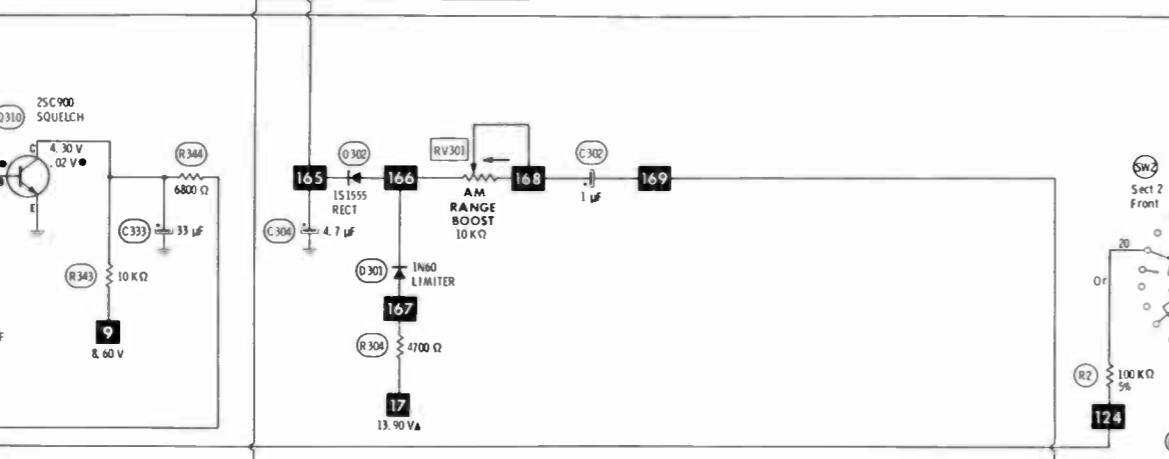 2SC900
SQUELCH
Q310
C
4.30 V
.02 V●
E
R344
6800 Ω
C333
33 µF
R343
10 KΩ
9
8.60 V
F
165
D302
1S1555
RECT
166
RV301
AM
RANGE
BOOST
10 KΩ
168
C302
1 µF
169
C304
4.7 µF
D301
1N60
LIMITER
167
R304
4700 Ω
17
13.90 V▲
SW2
Sect 2
Front
20
Or
R2
100 KΩ
5%
124